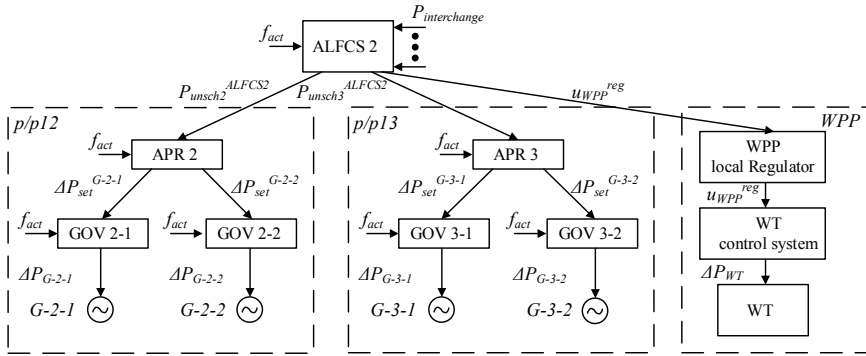 P_interchange
f_act
ALFCS 2
P_unsch2^ALFCS2
P_unsch3^ALFCS2
u_WPP^reg
p/p12
p/p13
WPP
f_act
APR 2
f_act
APR 3
WPP
local Regulator
ΔP_set^G-2-1
ΔP_set^G-2-2
ΔP_set^G-3-1
ΔP_set^G-3-2
u_WPP^reg
f_act
GOV 2-1
f_act
GOV 2-2
f_act
GOV 3-1
f_act
GOV 3-2
WT
control system
ΔP_G-2-1
ΔP_G-2-2
ΔP_G-3-1
ΔP_G-3-2
ΔP_WT
G-2-1
G-2-2
G-3-1
G-3-2
WT